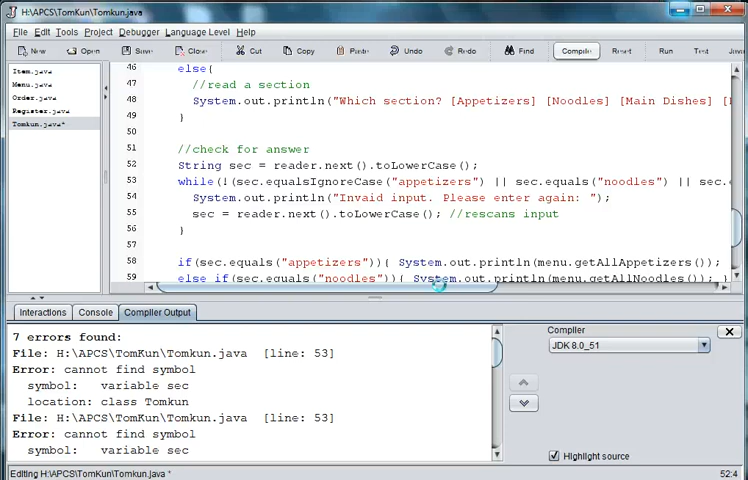 H:\APCS\TomKun\Tomkun.java
File Edit Tools Project Debugger Language Level Help
New Open Save Close Cut Copy Paste Undo Redo Find Compile Reset Run Test
Item.java
Menu.java
Order.java
Register.java
Tomkun.java*
46 else{
47 //read a section
48 System.out.println("Which section? [Appetizers] [Noodles] [Main Dishes] [
49 }
50
51 //check for answer
52 String sec = reader.next().toLowerCase();
53 while(!(sec.equalsIgnoreCase("appetizers") || sec.equals("noodles") || sec.
54 System.out.println("Invaid input. Please enter again: ");
55 sec = reader.next().toLowerCase(); //rescans input
56 }
57
58 if(sec.equals("appetizers")){ System.out.println(menu.getAllAppetizers());
59 else if(sec.equals("noodles")){ System.out.println(menu.getAllNoodles()); }
Interactions Console Compiler Output
7 errors found:
File: H:\APCS\TomKun\Tomkun.java [line: 53]
Error: cannot find symbol
symbol: variable sec
location: class Tomkun
File: H:\APCS\TomKun\Tomkun.java [line: 53]
Error: cannot find symbol
symbol: variable sec
Compiler
JDK 8.0_51
Highlight source
Editing H:\APCS\TomKun\Tomkun.java *
52:4